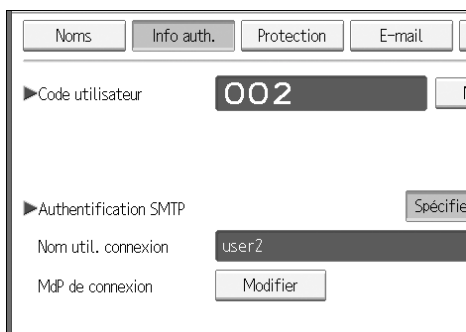 Noms Info auth. Protection E-mail
▶Code utilisateur 002
▶Authentification SMTP
Nom util. connexion user2
MdP de connexion Modifier